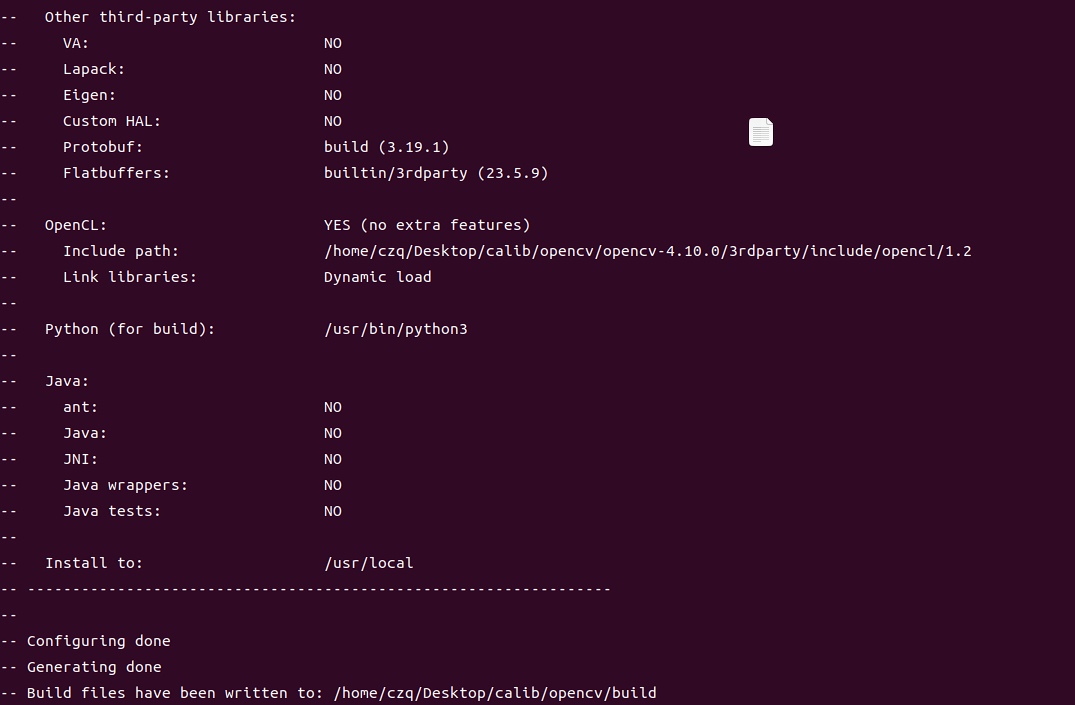 --   Other third-party libraries:
--     VA:                          NO
--     Lapack:                      NO
--     Eigen:                       NO
--     Custom HAL:                  NO
--     Protobuf:                    build (3.19.1)
--     Flatbuffers:                 builtin/3rdparty (23.5.9)
--
--   OpenCL:                        YES (no extra features)
--     Include path:                /home/czq/Desktop/calib/opencv/opencv-4.10.0/3rdparty/include/opencl/1.2
--     Link libraries:              Dynamic load
--
--   Python (for build):            /usr/bin/python3
--
--   Java:
--     ant:                         NO
--     Java:                        NO
--     JNI:                         NO
--     Java wrappers:               NO
--     Java tests:                  NO
--
--   Install to:                    /usr/local
-- -----------------------------------------------------------------
--
-- Configuring done
-- Generating done
-- Build files have been written to: /home/czq/Desktop/calib/opencv/build